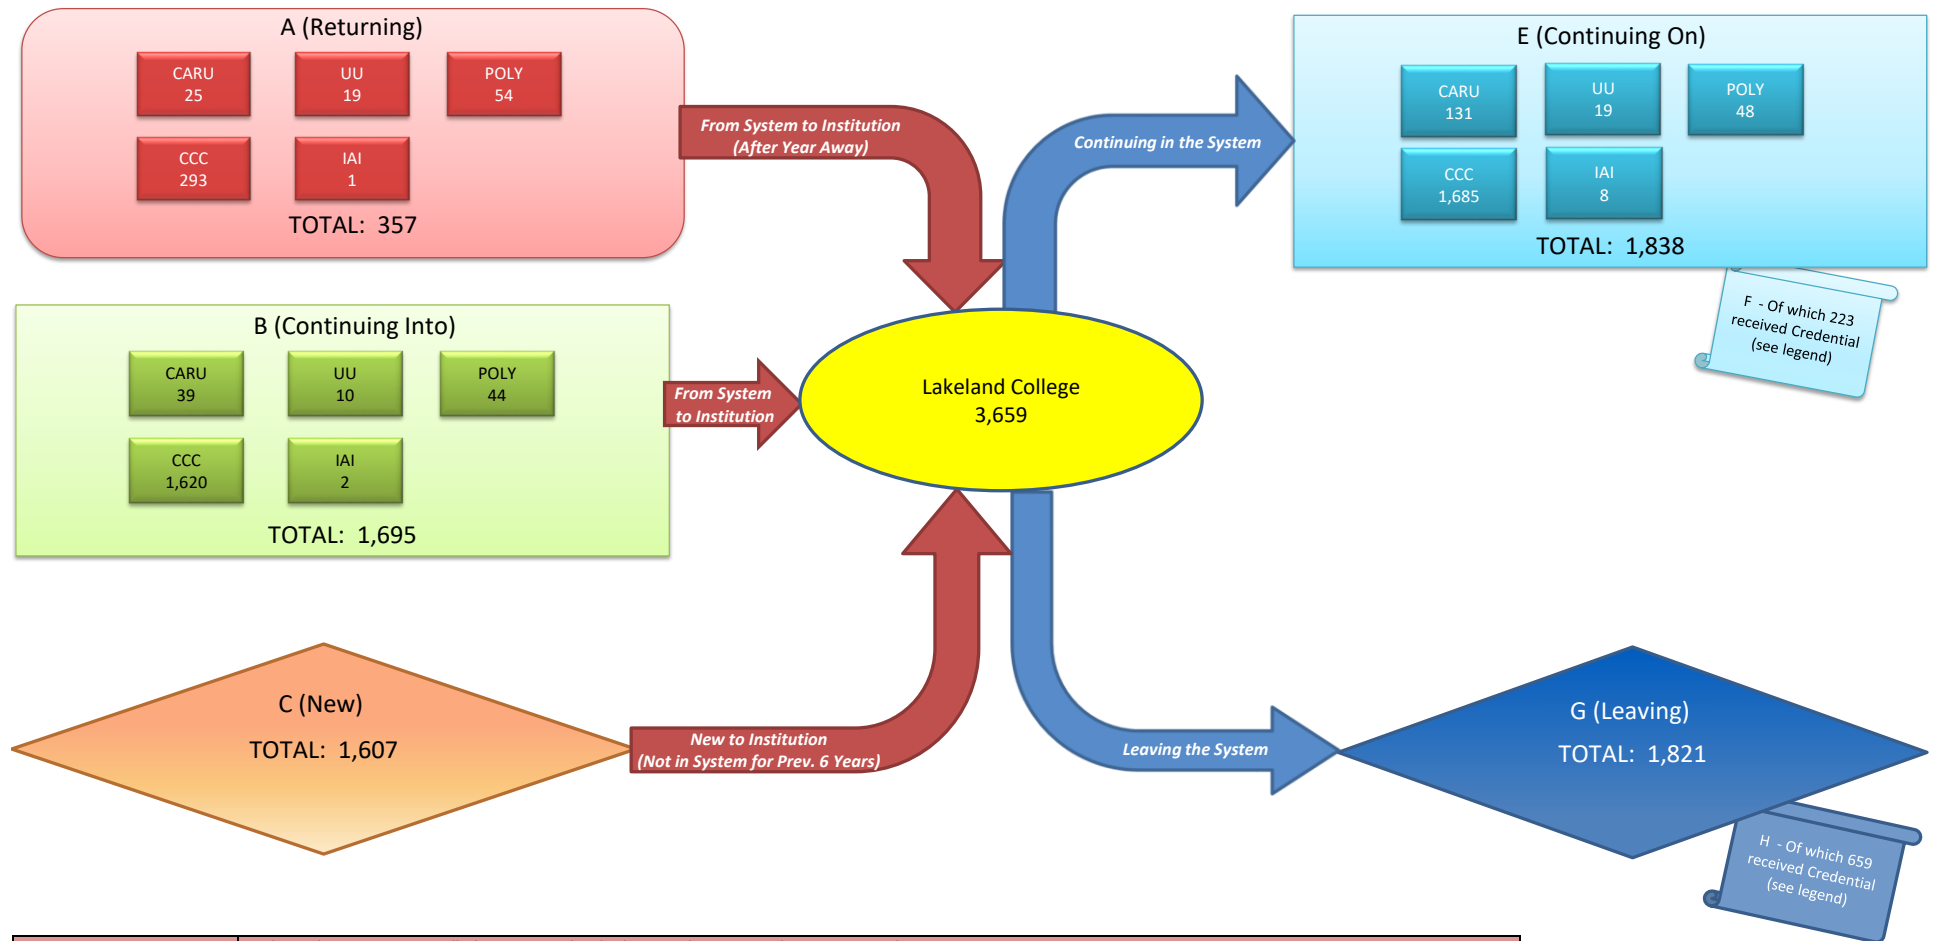 A (Returning)
CARU
25
UU
19
POLY
54
CCC
293
IAI
1
TOTAL:  357
From System to Institution
(After Year Away)
B (Continuing Into)
CARU
39
UU
10
POLY
44
CCC
1,620
IAI
2
TOTAL:  1,695
From System
to Institution
C (New)
TOTAL:  1,607
New to Institution
(Not in System for Prev. 6 Years)
Lakeland College
3,659
Continuing in the System
E (Continuing On)
CARU
131
UU
19
POLY
48
CCC
1,685
IAI
8
TOTAL:  1,838
F  - Of which 223
received Credential
(see legend)
Leaving the System
G (Leaving)
TOTAL:  1,821
H  - Of which 659
received Credential
(see legend)